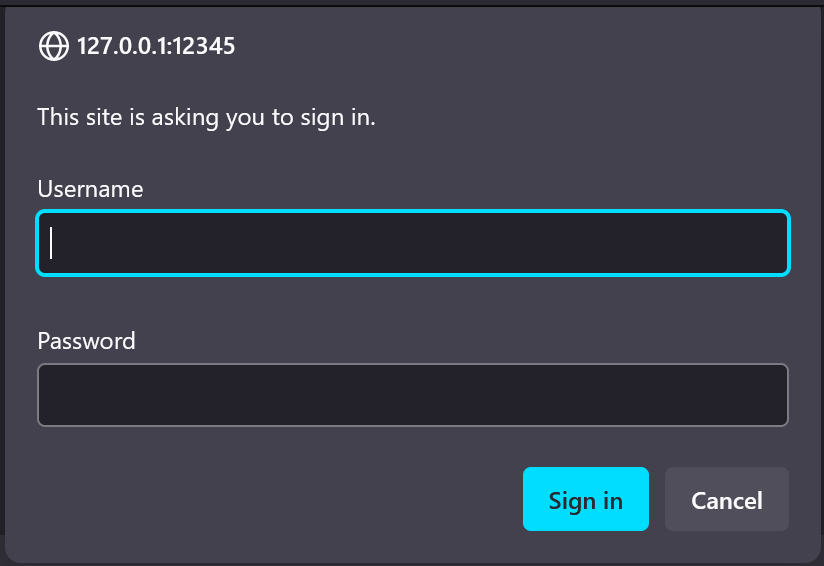 127.0.0.1:12345
This site is asking you to sign in.
Username
Password
Sign in Cancel